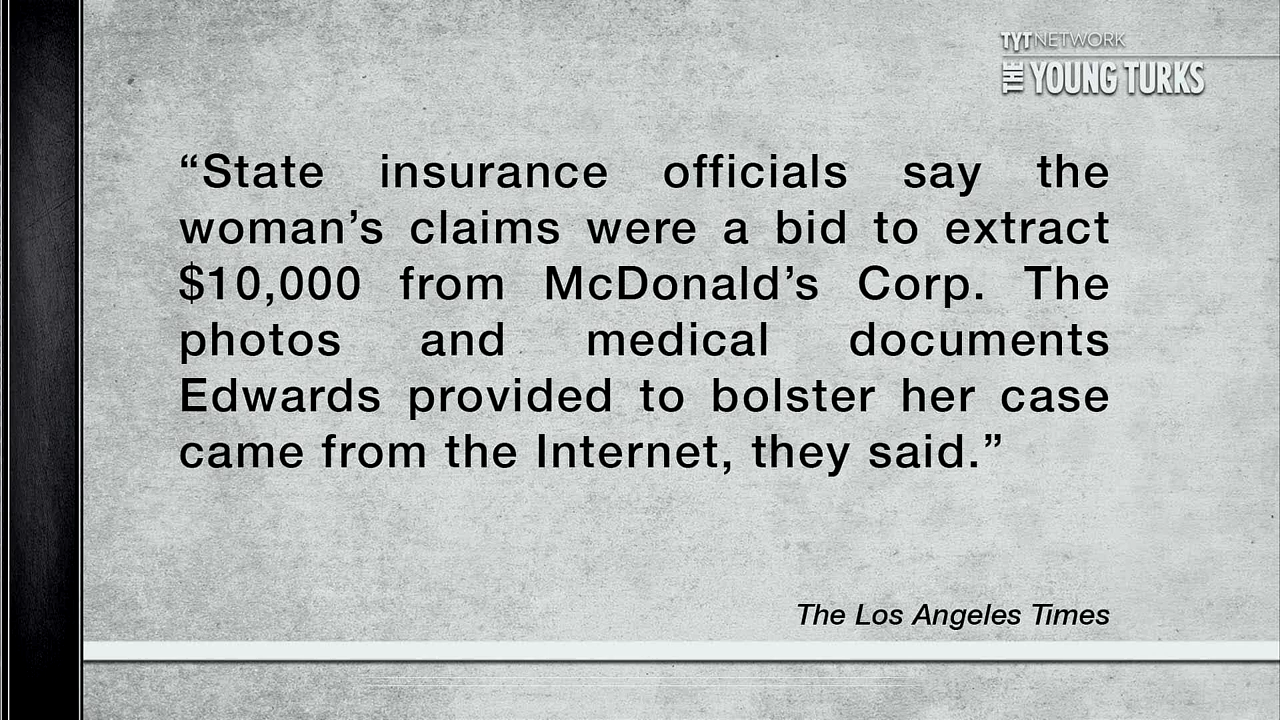 TYT NETWORK
THE YOUNG TURKS
“State insurance officials say the
woman’s claims were a bid to extract
$10,000 from McDonald’s Corp. The
photos and medical documents
Edwards provided to bolster her case
came from the Internet, they said.”
The Los Angeles Times